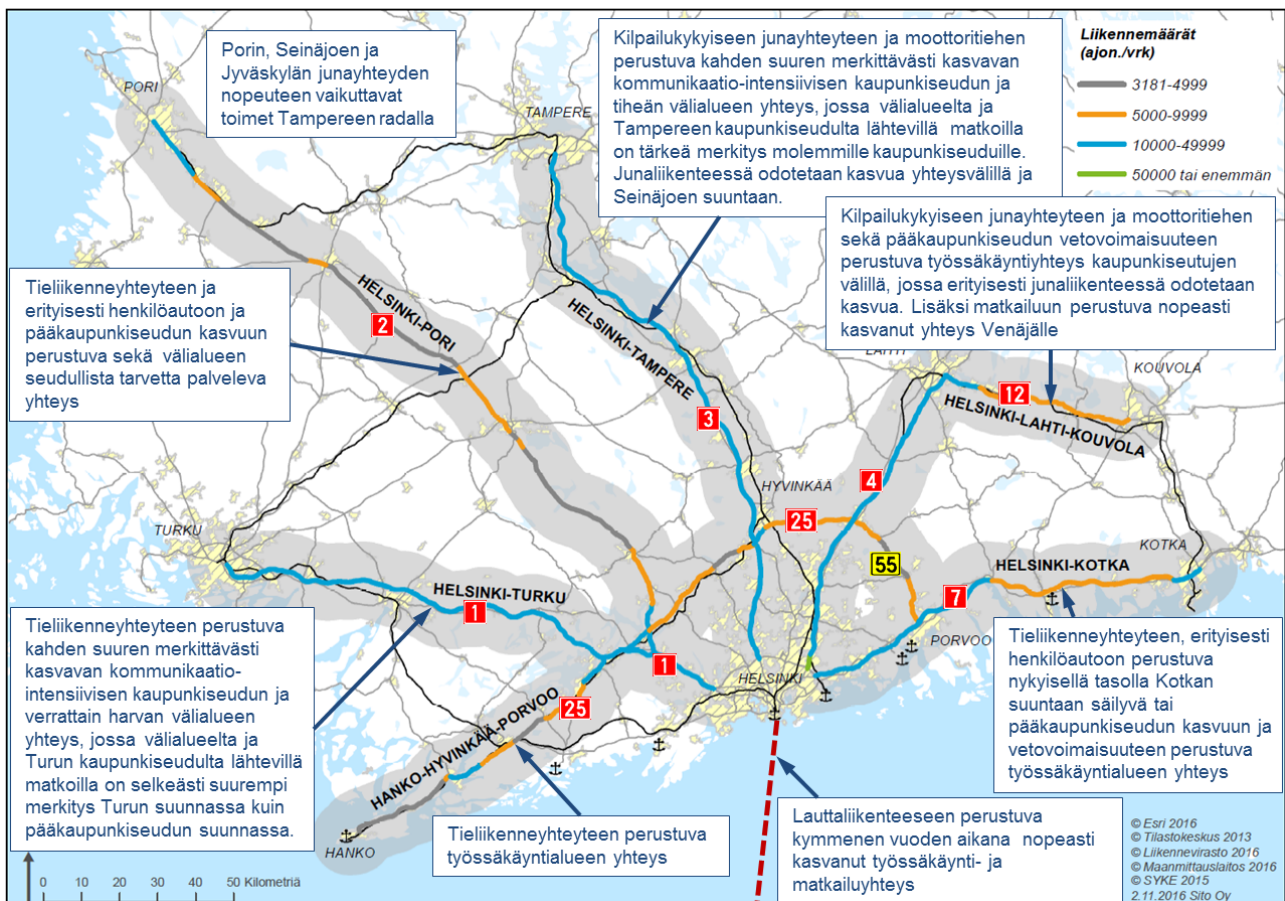 Porin, Seinäjoen ja
Jyväskylän junayhteyden
nopeuteen vaikuttavat
toimet Tampereen radalla
Kilpailukykyiseen junayhteyteen ja moottoritiehen
perustuva kahden suuren merkittävästi kasvavan
kommunikaatio-intensiivisen kaupunkiseudun ja
tiheän välialueen yhteys, jossa välialueelta ja
Tampereen kaupunkiseudulta lähtevillä matkoilla
on tärkeä merkitys molemmille kaupunkiseuduille.
Junaliikenteessä odotetaan kasvua yhteysvälillä ja
Seinäjoen suuntaan.
Liikennemäärät
(ajon./vrk)
3181-4999
5000-9999
10000-49999
50000 tai enemmän
PORI
TAMPERE
Kilpailukykyiseen junayhteyteen ja moottoritiehen
sekä pääkaupunkiseudun vetovoimaisuuteen
perustuva työssäkäyntiyhteys kaupunkiseutujen
välillä, jossa erityisesti junaliikenteessä odotetaan
kasvua. Lisäksi matkailuun perustuva nopeasti
kasvanut yhteys Venäjälle
Tieliikenneyhteyteen ja
erityisesti henkilöautoon ja
pääkaupunkiseudun kasvuun
perustuva sekä välialueen
seudullista tarvetta palveleva
yhteys
HELSINKI-PORI
2
HELSINKI-TAMPERE
3
LAHTI
KOUVOLA
12
HELSINKI-LAHTI-KOUVOLA
4
HYVINKÄÄ
25
55
TURKU
KOTKA
HELSINKI-KOTKA
7
PORVOO
HELSINKI-TURKU
1
1
HELSINKI
25
HANKO-HYVINKÄÄ-PORVOO
HANKO
Tieliikenneyhteyteen perustuva
kahden suuren merkittävästi
kasvavan kommunikaatio-
intensiivisen kaupunkiseudun ja
verrattain harvan välialueen
yhteys, jossa välialueelta ja
Turun kaupunkiseudulta lähtevillä
matkoilla on selkeästi suurempi
merkitys Turun suunnassa kuin
pääkaupunkiseudun suunnassa.
Tieliikenneyhteyteen, erityisesti
henkilöautoon perustuva
nykyisellä tasolla Kotkan
suuntaan säilyvä tai
pääkaupunkiseudun kasvuun ja
vetovoimaisuuteen perustuva
työssäkäyntialueen yhteys
Tieliikenneyhteyteen perustuva
työssäkäyntialueen yhteys
Lauttaliikenteeseen perustuva
kymmenen vuoden aikana nopeasti
kasvanut työssäkäynti- ja
matkailuyhteys
0 10 20 30 40 50 Kilometriä
© Esri 2016
© Tilastokeskus 2013
© Liikennevirasto 2016
© Maanmittauslaitos 2016
© SYKE 2015
2.11.2016 Sito Oy